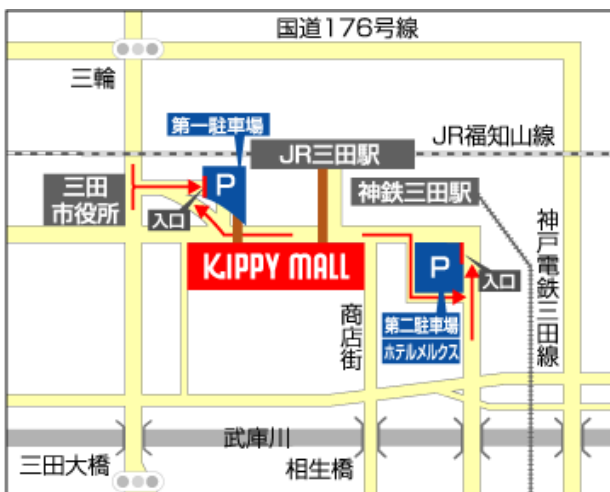 国道176号線
三輪
第一駐車場
JR福知山線
JR三田駅
P
三田
市役所
神鉄三田駅
入口
神戸電鉄三田線
KIPPY MALL
P
入口
商店街
第二駐車場
ホテルメルクス
武庫川
三田大橋
相生橋